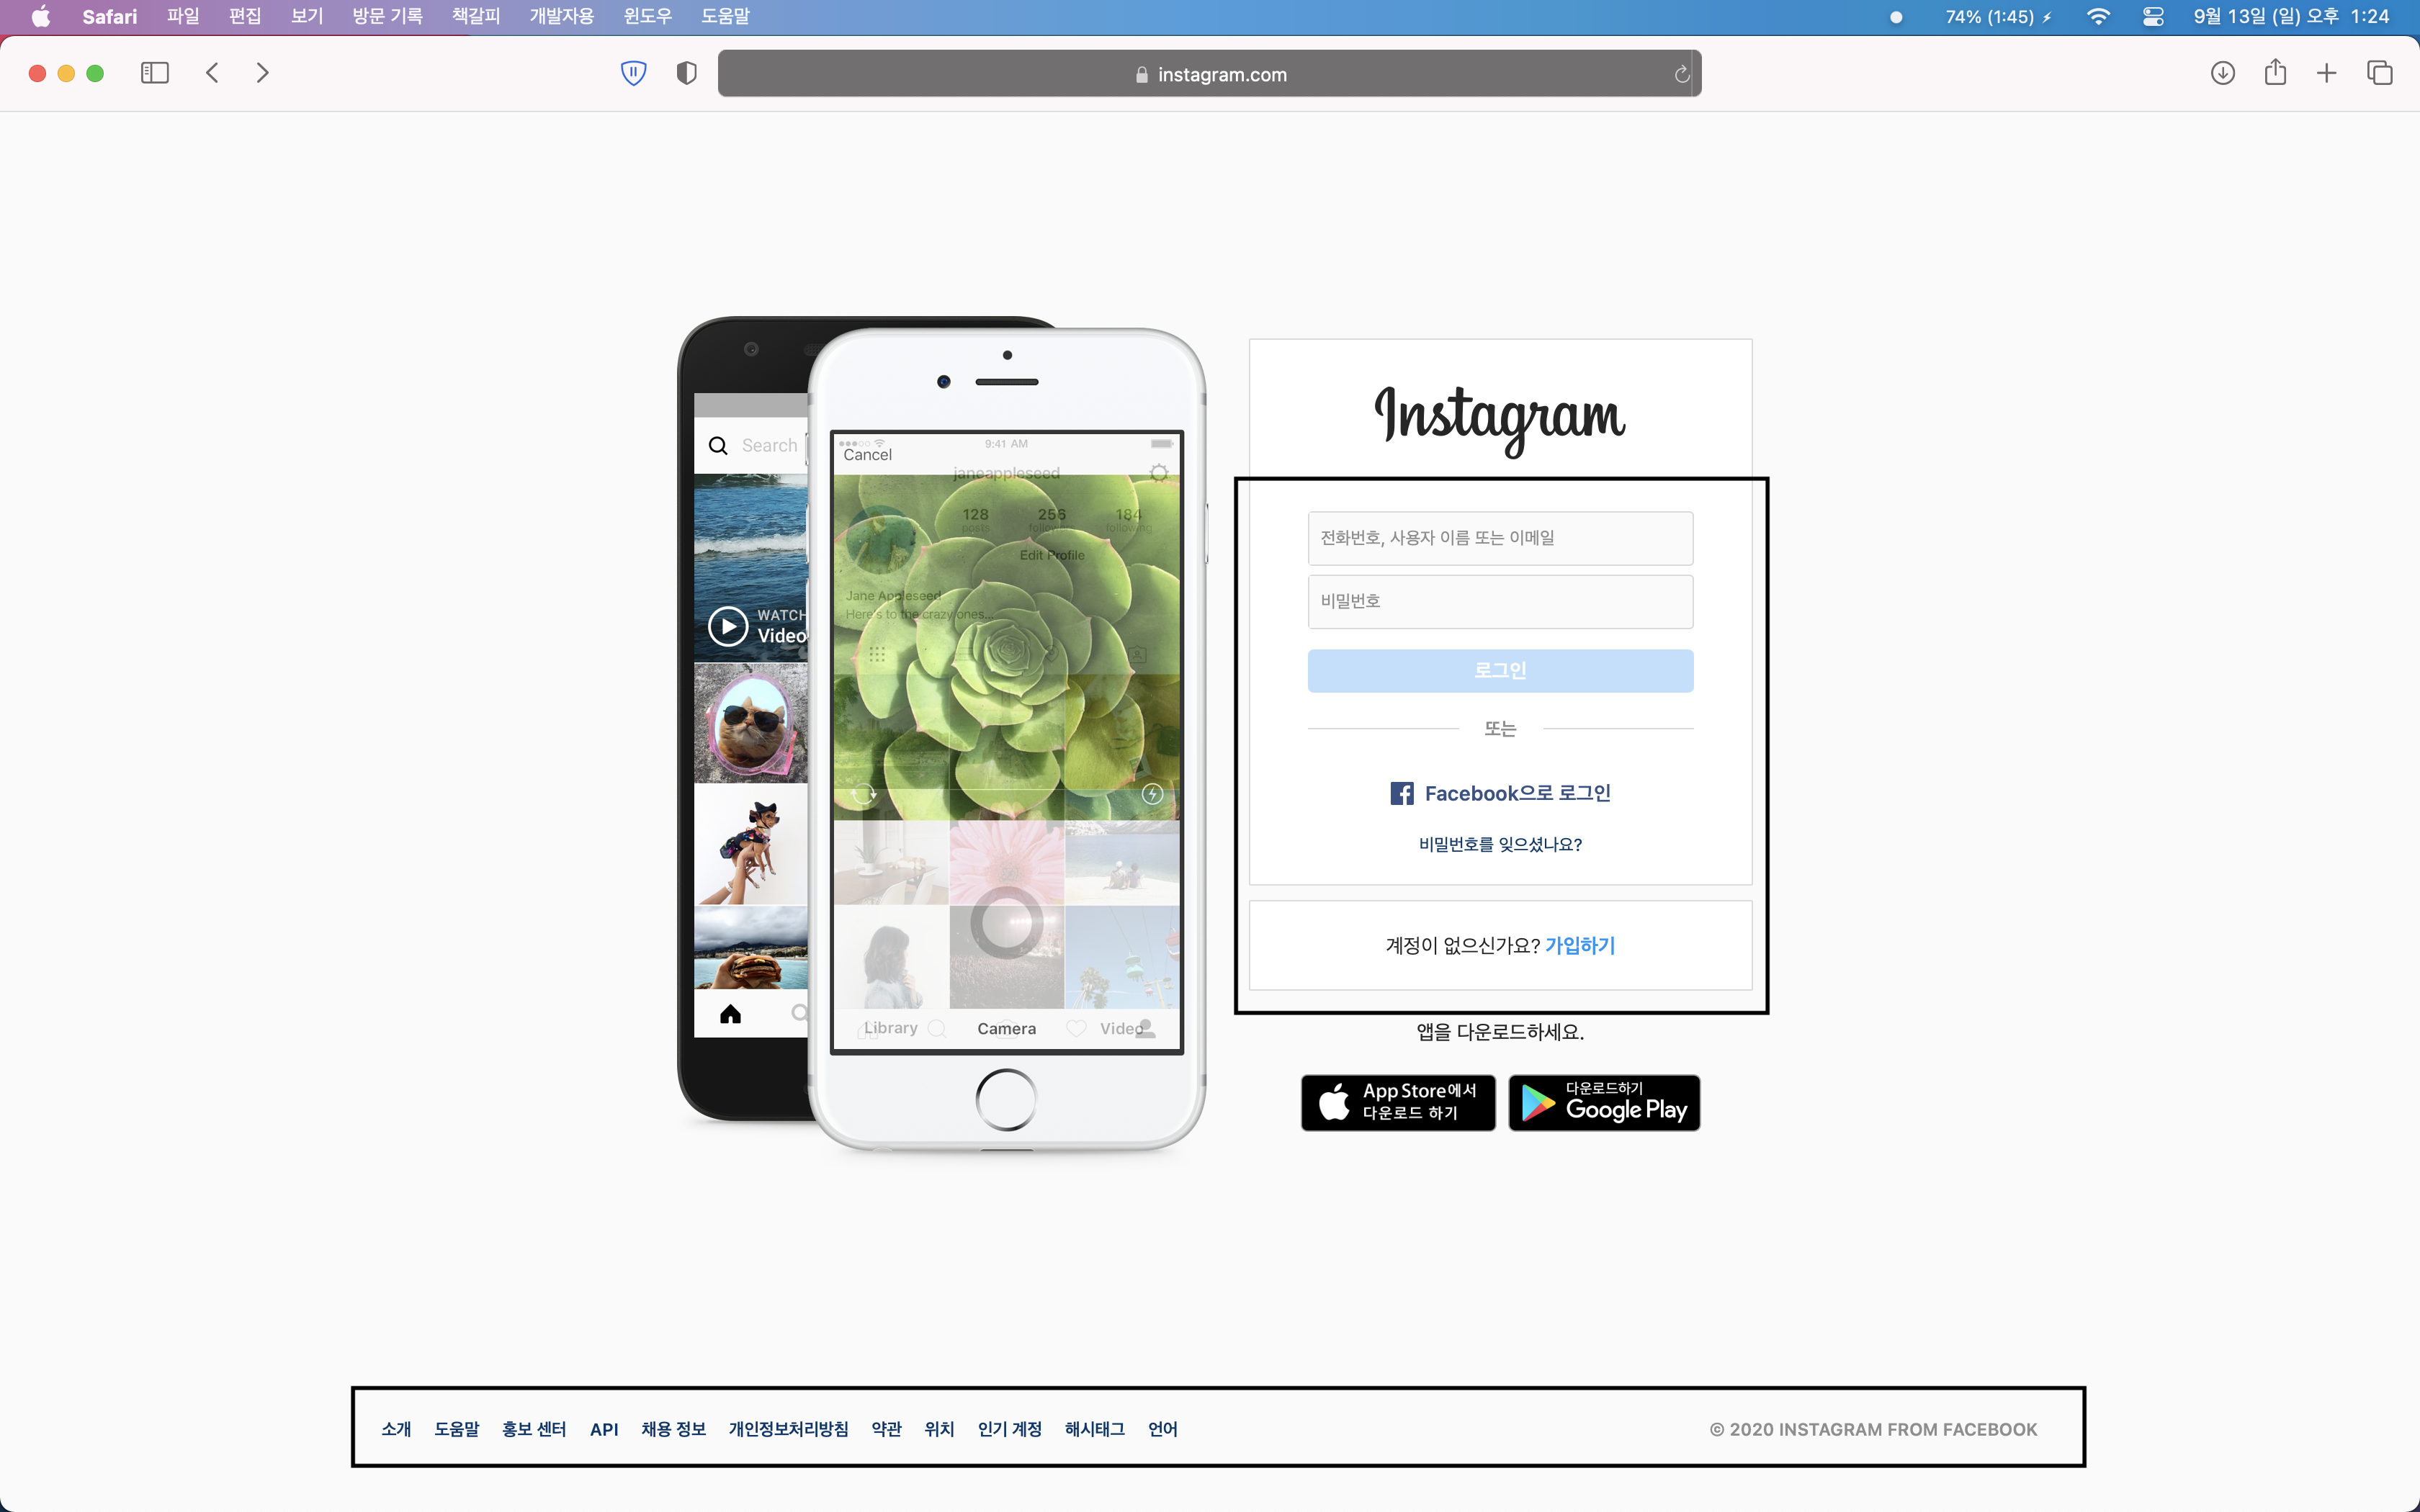 Safari 파일 편집 보기 방문 기록 책갈피 개발자용 윈도우 도움말 74% (1:45) 9월 13일 (일) 오후 1:24
instagram.com
Search
WATCH
Video
9:41 AM
Cancel
janeappleseed
128 256 184
posts following
Edit Profile
Jane Appleseed
Here's to the crazy ones...
Library Camera Video
Instagram
전화번호, 사용자 이름 또는 이메일
비밀번호
로그인
또는
Facebook으로 로그인
비밀번호를 잊으셨나요?
계정이 없으신가요? 가입하기
앱을 다운로드하세요.
App Store에서
다운로드 하기
다운로드하기
Google Play
소개 도움말 홍보 센터 API 채용 정보 개인정보처리방침 약관 위치 인기 계정 해시태그 언어 © 2020 INSTAGRAM FROM FACEBOOK